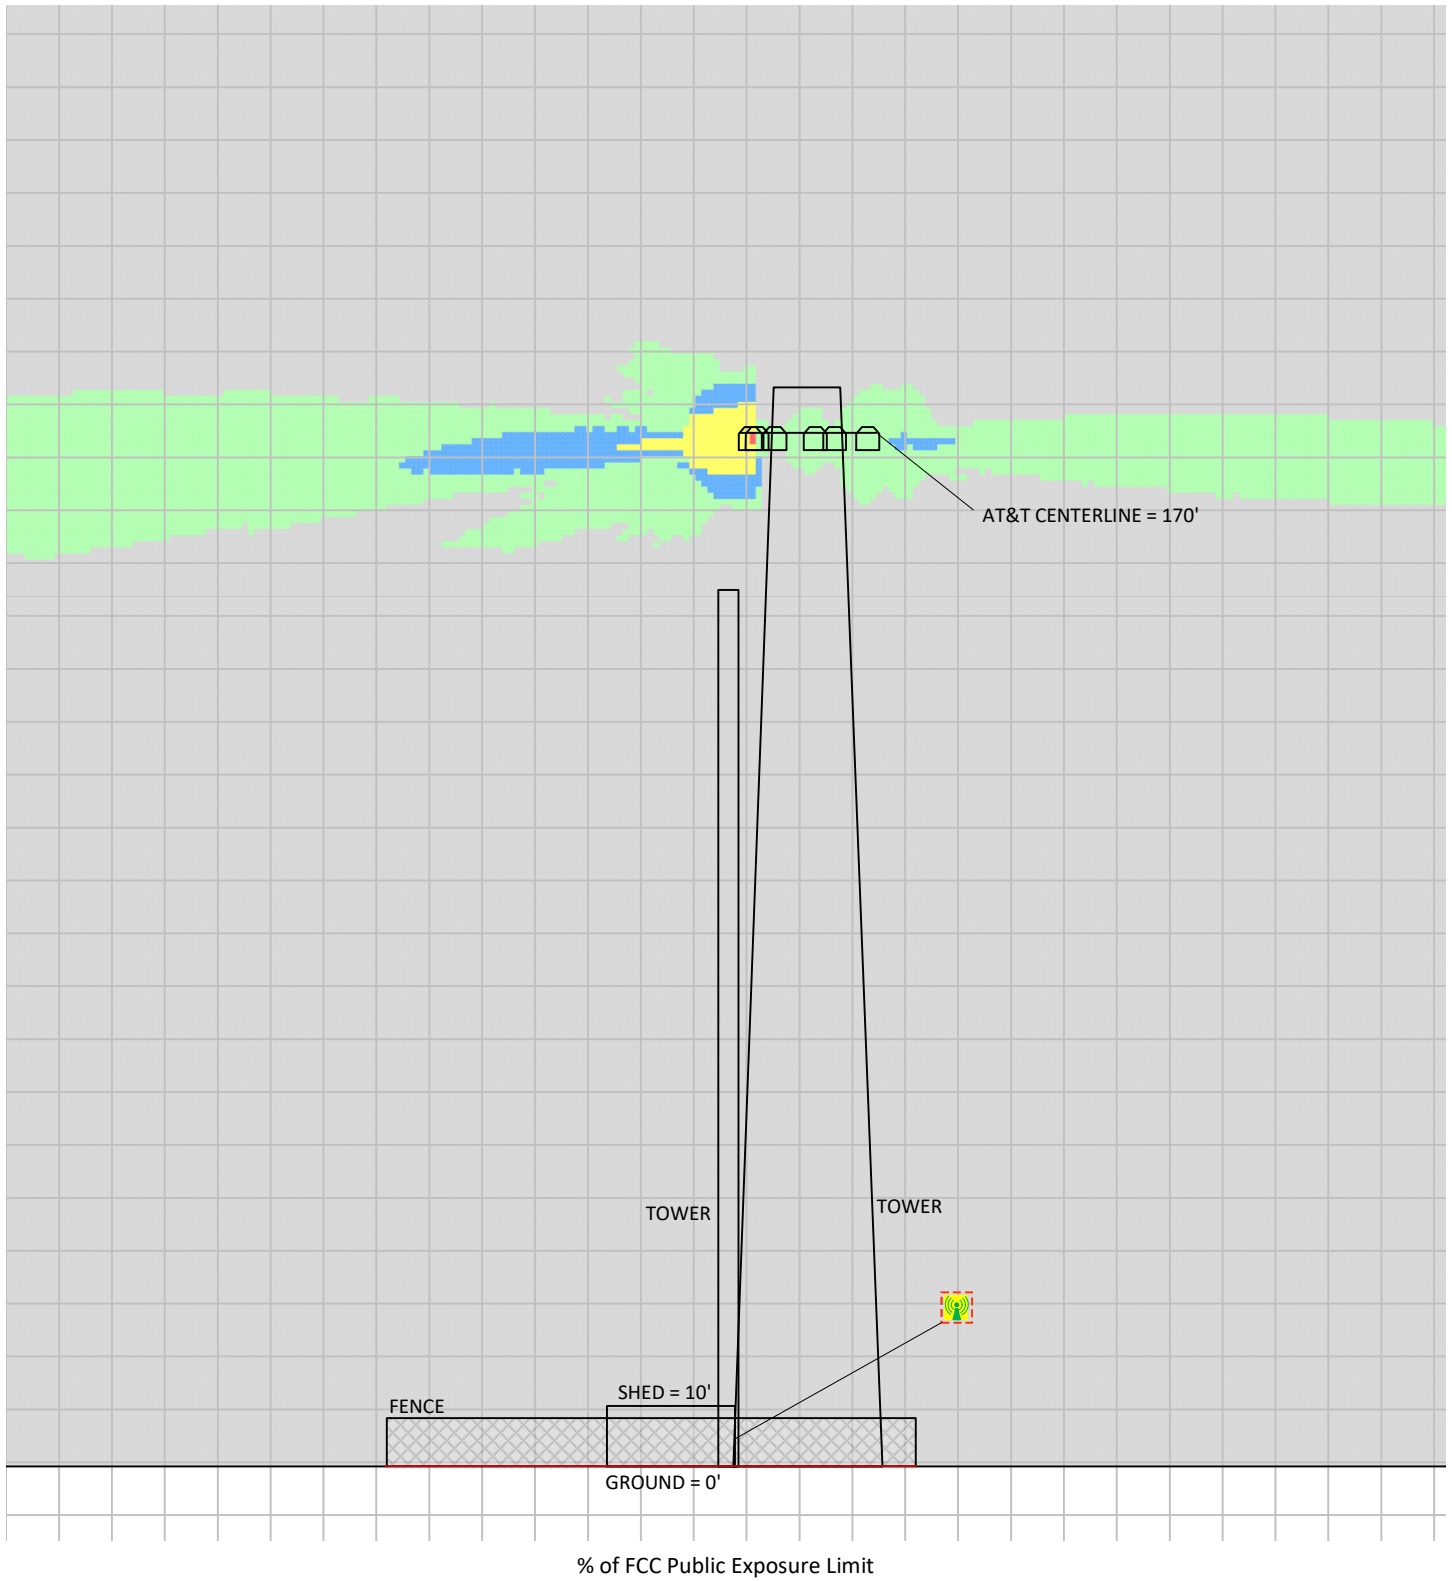 AT&T CENTERLINE = 170'
TOWER
TOWER
SHED = 10'
FENCE
GROUND = 0'
% of FCC Public Exposure Limit